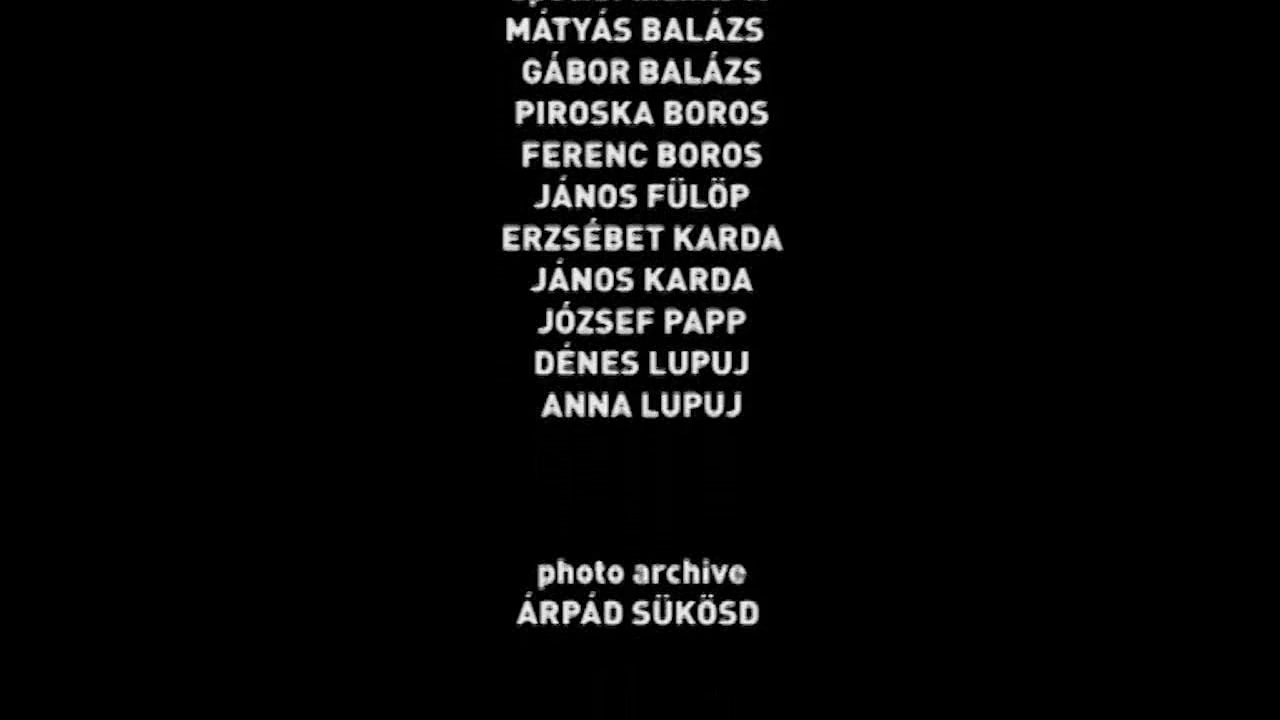 MÁTYÁS BALÁZS
GÁBOR BALÁZS
PIROSKA BOROS
FERENC BOROS
JÁNOS FÜLÖP
ERZSÉBET KARDA
JÁNOS KARDA
JÓZSEF PAPP
DÉNES LUPUJ
ANNA LUPUJ
photo archive
ÁRPÁD SÜKÖSD